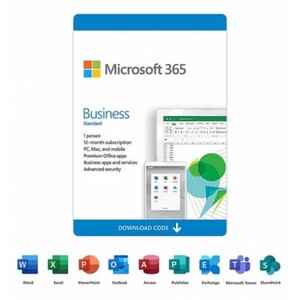 Microsoft 365
Business
Standard
1 person
12-month subscription
PC, Mac, and mobile
Premium Office apps
Business apps and services
Advanced security
DOWNLOAD CODE
Word Excel PowerPoint Outlook Access Publisher Exchange Microsoft Teams SharePoint